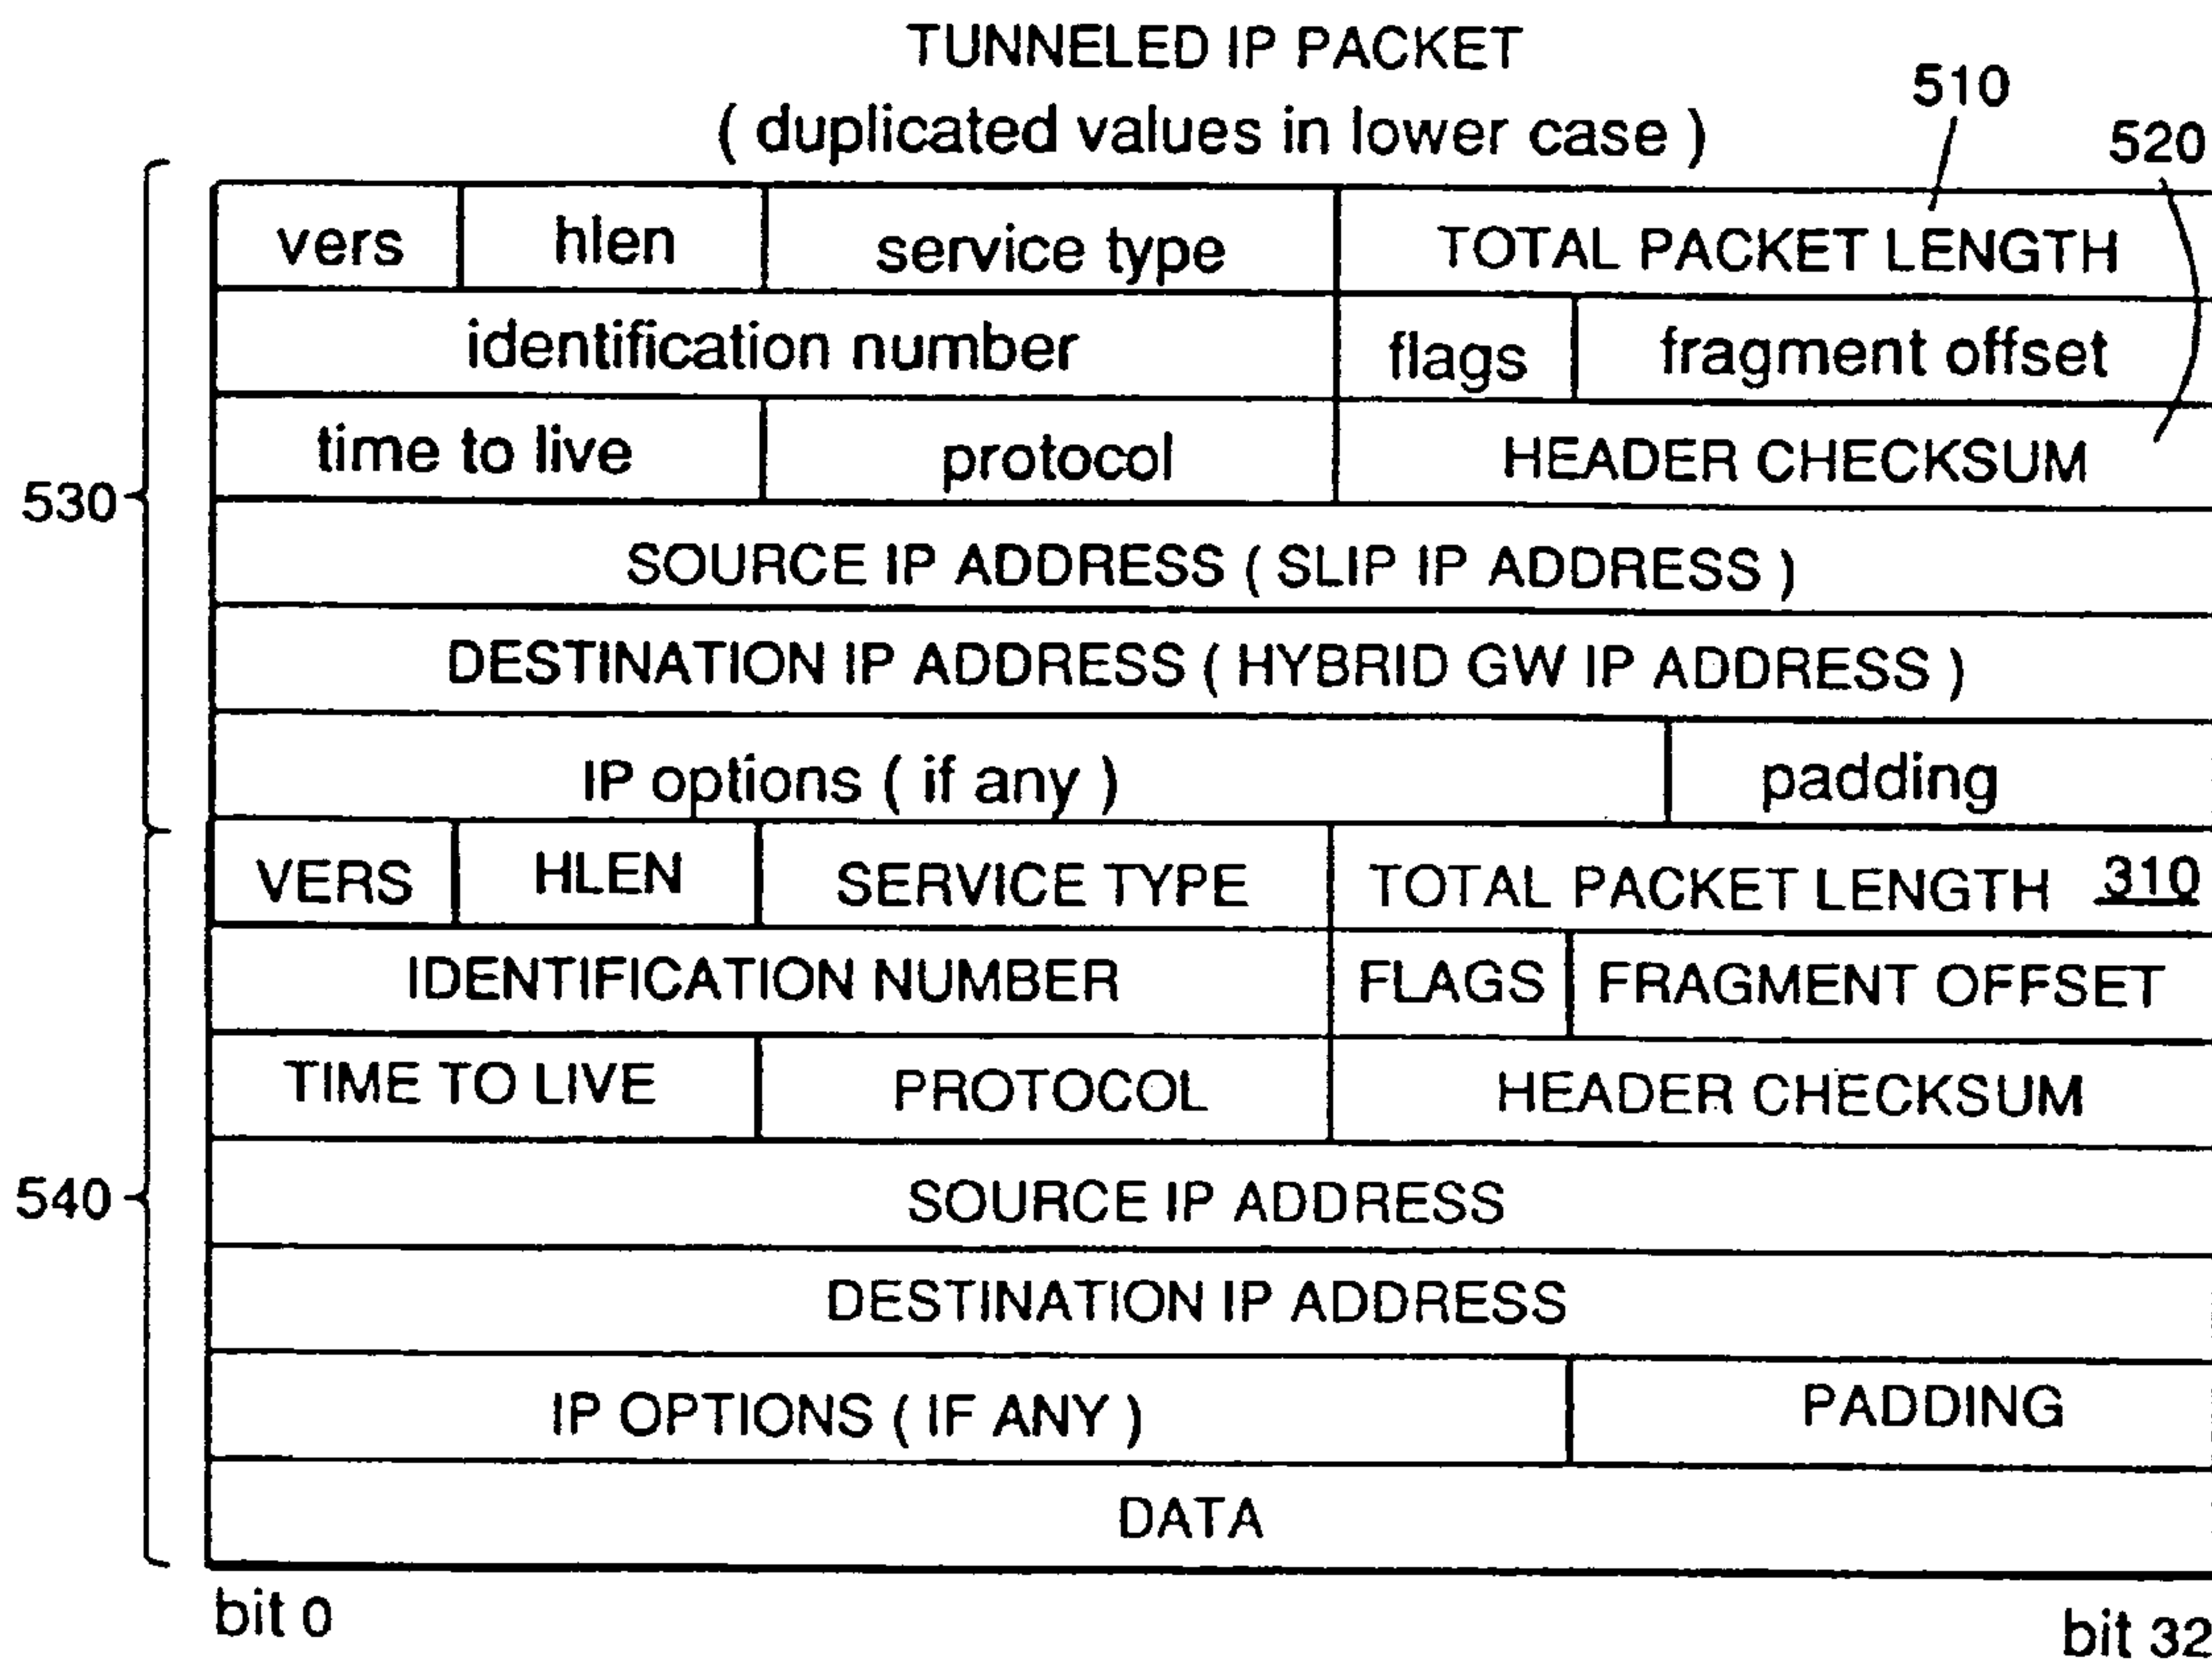 TUNNELED IP PACKET
510
( duplicated values in lower case )
520
vers hlen service type TOTAL PACKET LENGTH
identification number flags fragment offset
time to live protocol HEADER CHECKSUM
530
SOURCE IP ADDRESS ( SLIP IP ADDRESS )
DESTINATION IP ADDRESS ( HYBRID GW IP ADDRESS )
IP options ( if any ) padding
VERS HLEN SERVICE TYPE TOTAL PACKET LENGTH 310
IDENTIFICATION NUMBER FLAGS FRAGMENT OFFSET
TIME TO LIVE PROTOCOL HEADER CHECKSUM
540
SOURCE IP ADDRESS
DESTINATION IP ADDRESS
IP OPTIONS ( IF ANY ) PADDING
DATA
bit 0 bit 32